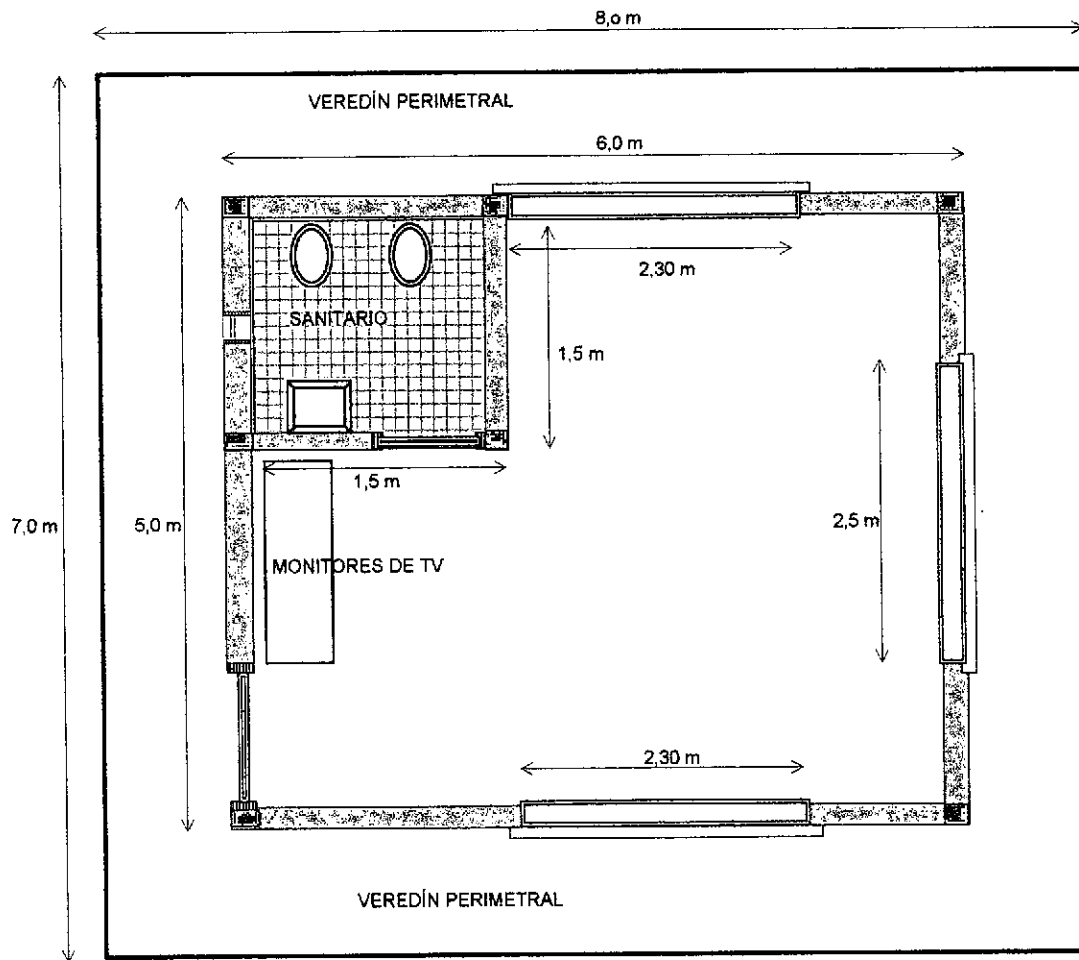 8,o m
VEREDÍN PERIMETRAL
6,0 m
2,30 m
SANITARIO
1,5 m
1,5 m
7,0 m
5,0 m
2,5 m
MONITORES DE TV
2,30 m
VEREDÍN PERIMETRAL